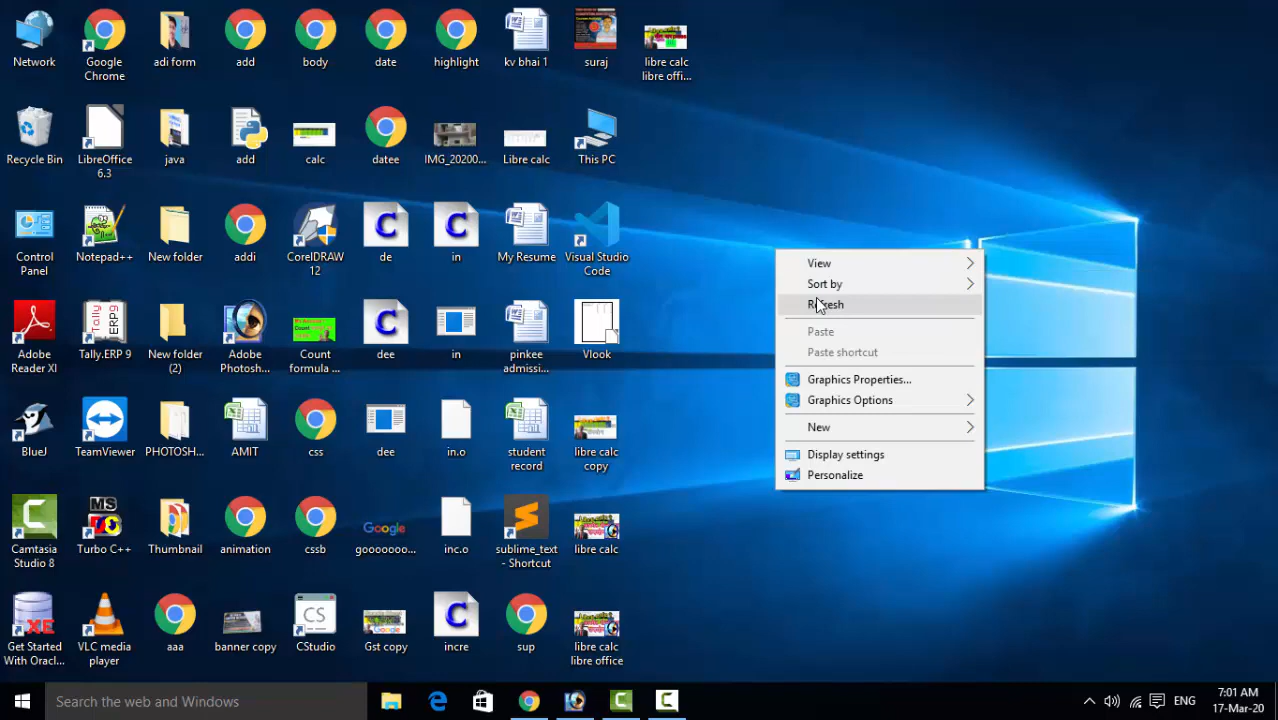 Network
Google
Chrome
adi form
add
body
date
highlight
kv bhai 1
suraj
libre calc
libre offi...
Recycle Bin
LibreOffice
6.3
java
add
calc
datee
IMG_20200...
Libre calc
This PC
Control
Panel
Notepad++
New folder
addi
CorelDRAW
12
de
in
My Resume
Visual Studio
Code
Adobe
Reader XI
Tally.ERP 9
New folder
(2)
Adobe
Photosh...
Count
formula ...
dee
in
pinkee
admissi...
Vlook
BlueJ
TeamViewer
PHOTOSH...
AMIT
css
dee
in.o
student
record
libre calc
copy
Camtasia
Studio 8
Turbo C++
Thumbnail
animation
cssb
Google
gooooooo...
inc.o
sublime_text
- Shortcut
libre calc
Get Started
With Oracl...
VLC media
player
aaa
banner copy
CStudio
Gst copy
incre
sup
libre calc
libre office
View
Sort by
Refresh
Paste
Paste shortcut
Graphics Properties...
Graphics Options
New
Display settings
Personalize
Search the web and Windows
ENG
7:01 AM
17-Mar-20